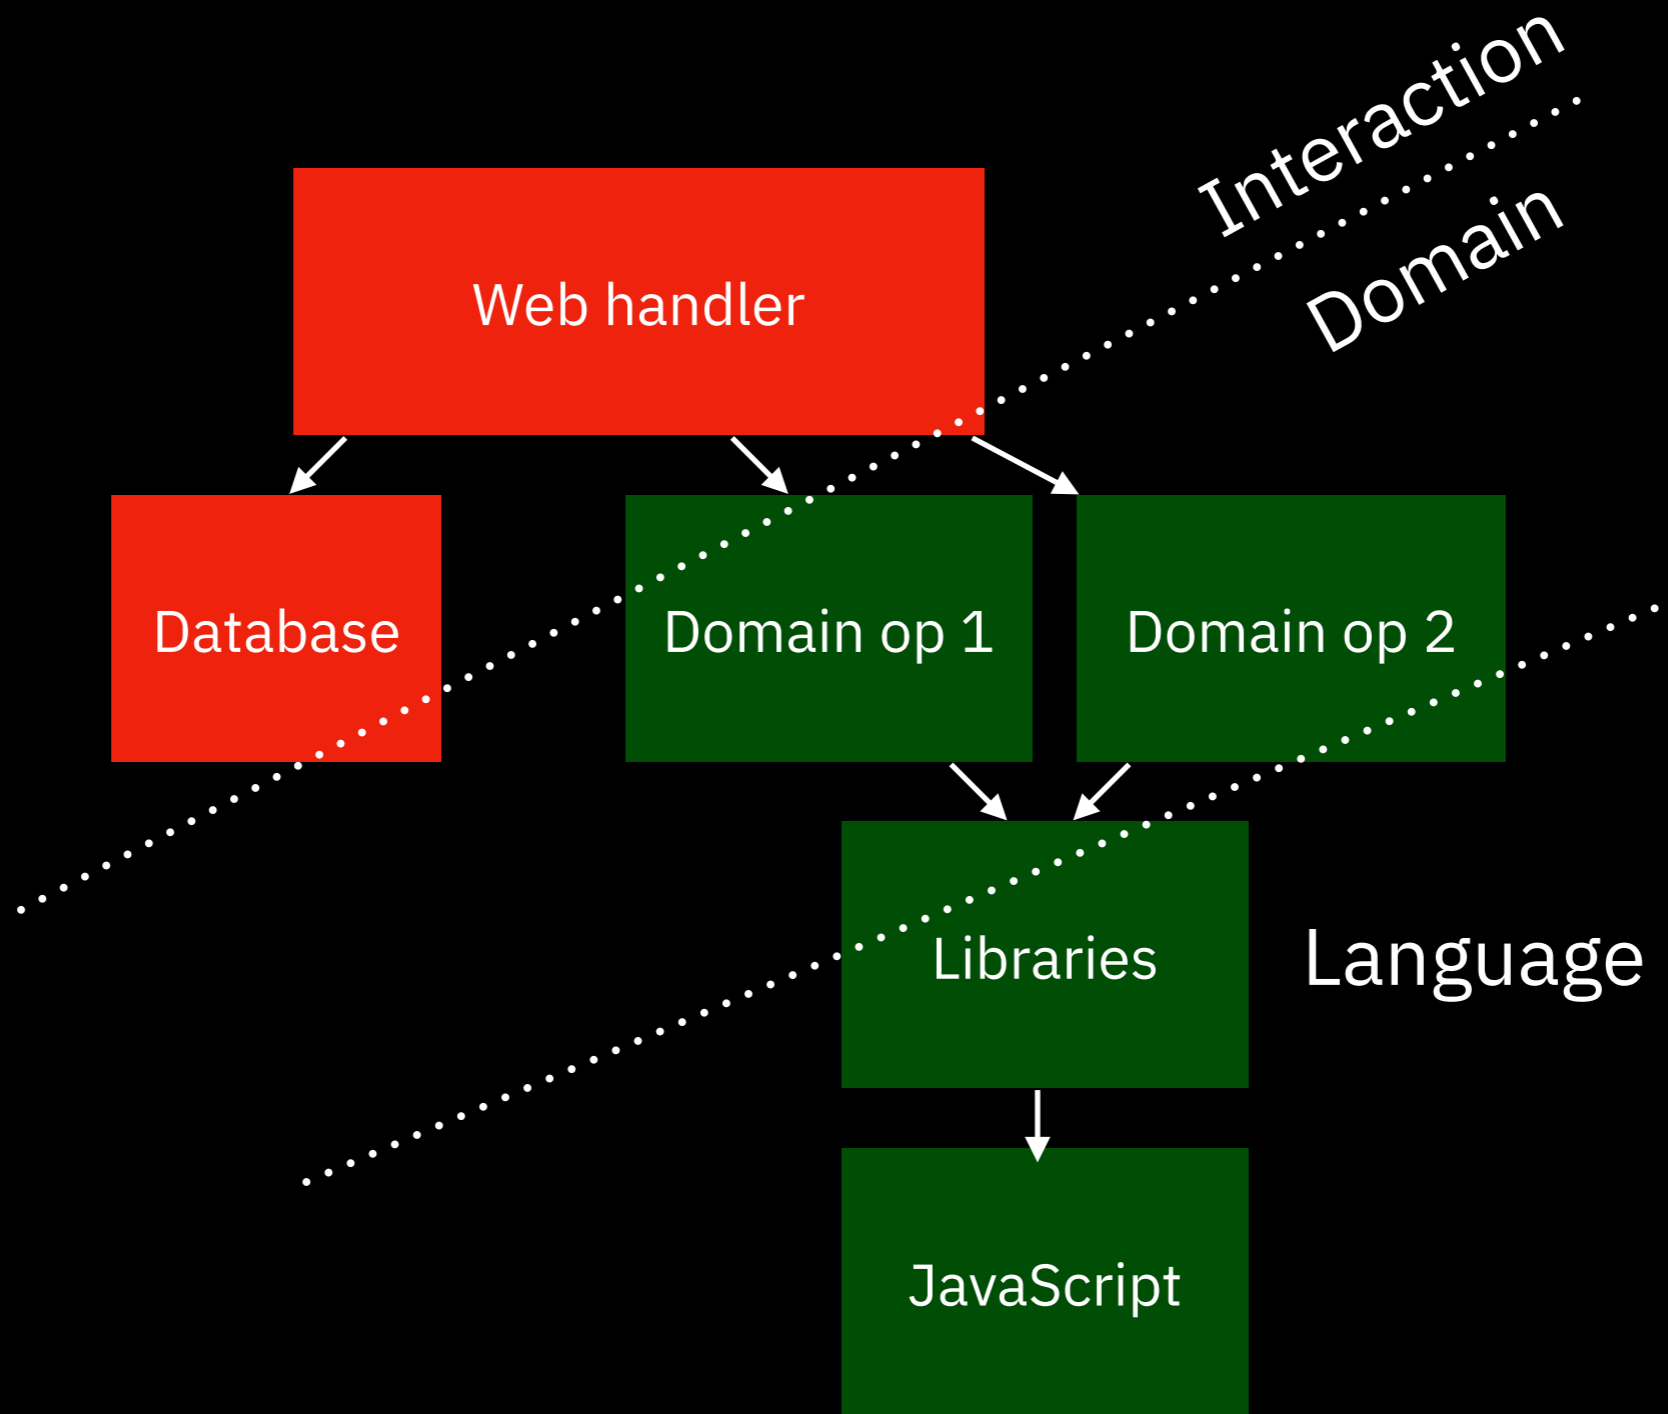 Interaction
Domain
Web handler
Database
Domain op 1
Domain op 2
Libraries
Language
JavaScript